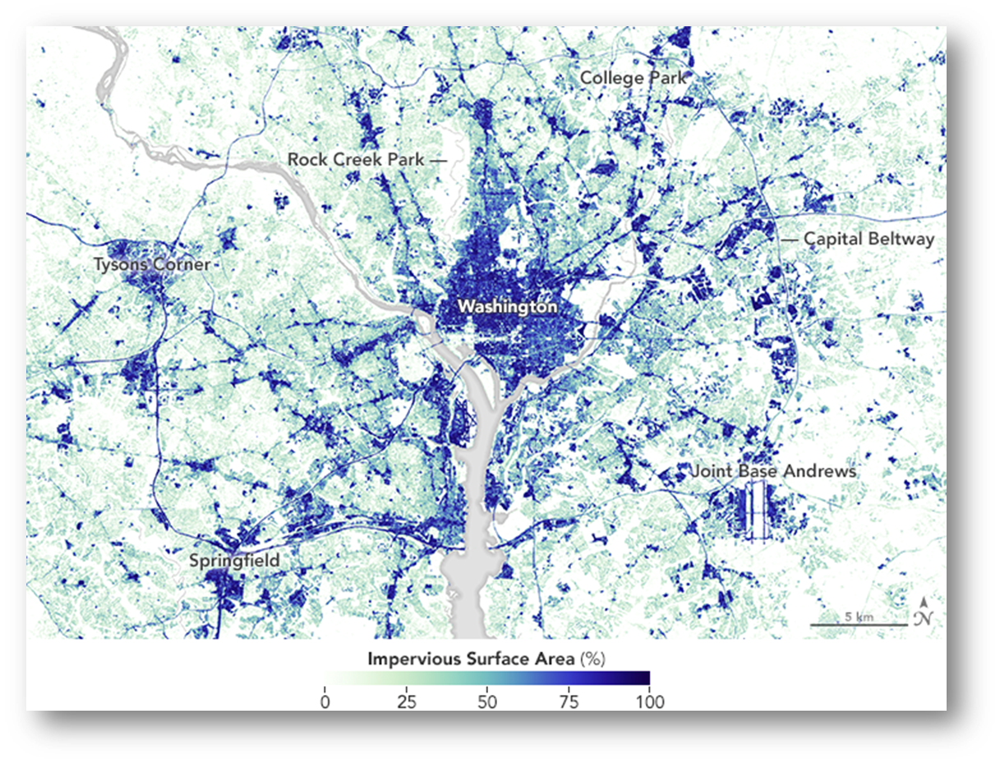 College Park
Rock Creek Park
Capital Beltway
Tysons Corner
Washington
Joint Base Andrews
Springfield
5 km
N
Impervious Surface Area (%)
0 25 50 75 100